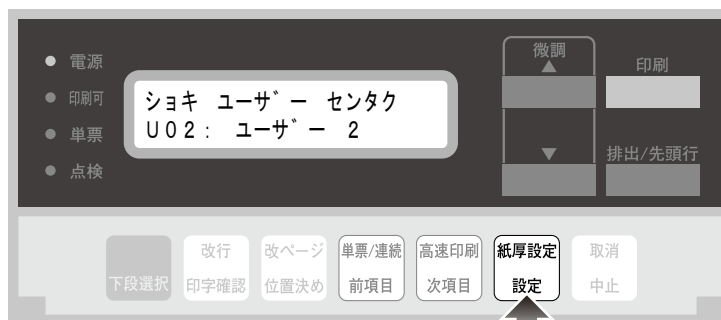 微調
電源
印刷
印刷可
ショキ ユーザー センタク
単票
U02: ユーザー 2
排出/先頭行
点検
改行
改ページ
単票/連続
高速印刷
紙厚設定
取消
下段選択
印字確認
位置決め
前項目
次項目
設定
中止